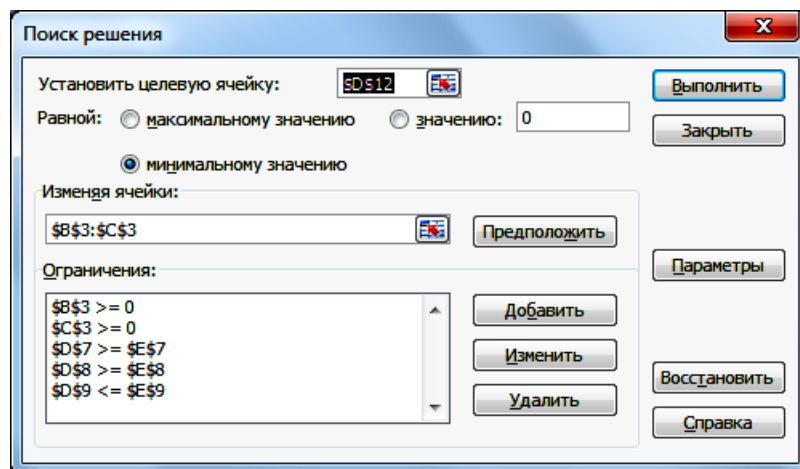 Поиск решения
Установить целевую ячейку: $D$12
Выполнить
Равной: максимальному значению значению: 0
Закрыть
минимальному значению
Изменяя ячейки:
$B$3:$C$3
Предположить
Параметры
Ограничения:
$B$3 >= 0
$C$3 >= 0
$D$7 >= $E$7
$D$8 >= $E$8
$D$9 <= $E$9
Добавить
Изменить
Удалить
Восстановить
Справка